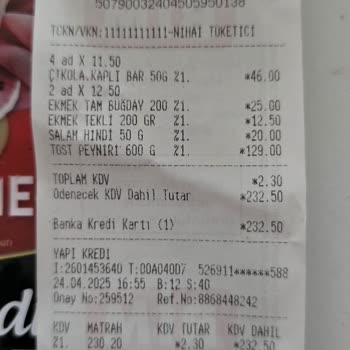 50790032404505950138
TCKN/VKN:11111111111-NIHAI TÜKETICI
4 ad X 11.50
ÇIKOLA.KAPLI BAR 50G %1. *46.00
2 ad X 12.50
EKMEK TAM BUĞDAY 200 %1. *25.00
EKMEK TEKLI 200 GR %1. *12.50
SALAM HINDI 50 G %1. *20.00
TOST PEYNIRI 600 G %1. *129.00
TOPLAM KDV *2.30
Ödenecek KDV Dahil Tutar *232.50
Banka Kredi Kartı (1) *232.50
YAPI KREDI
I:2601453640 T:00A04007 526911******588
24.04.2025 16:55 B:12 S:40
Onay No:259512 Ref.No:8868448242
KDV MATRAH KDV TUTAR KDV DAHIL
%1. 230.20 *2.30 *232.50